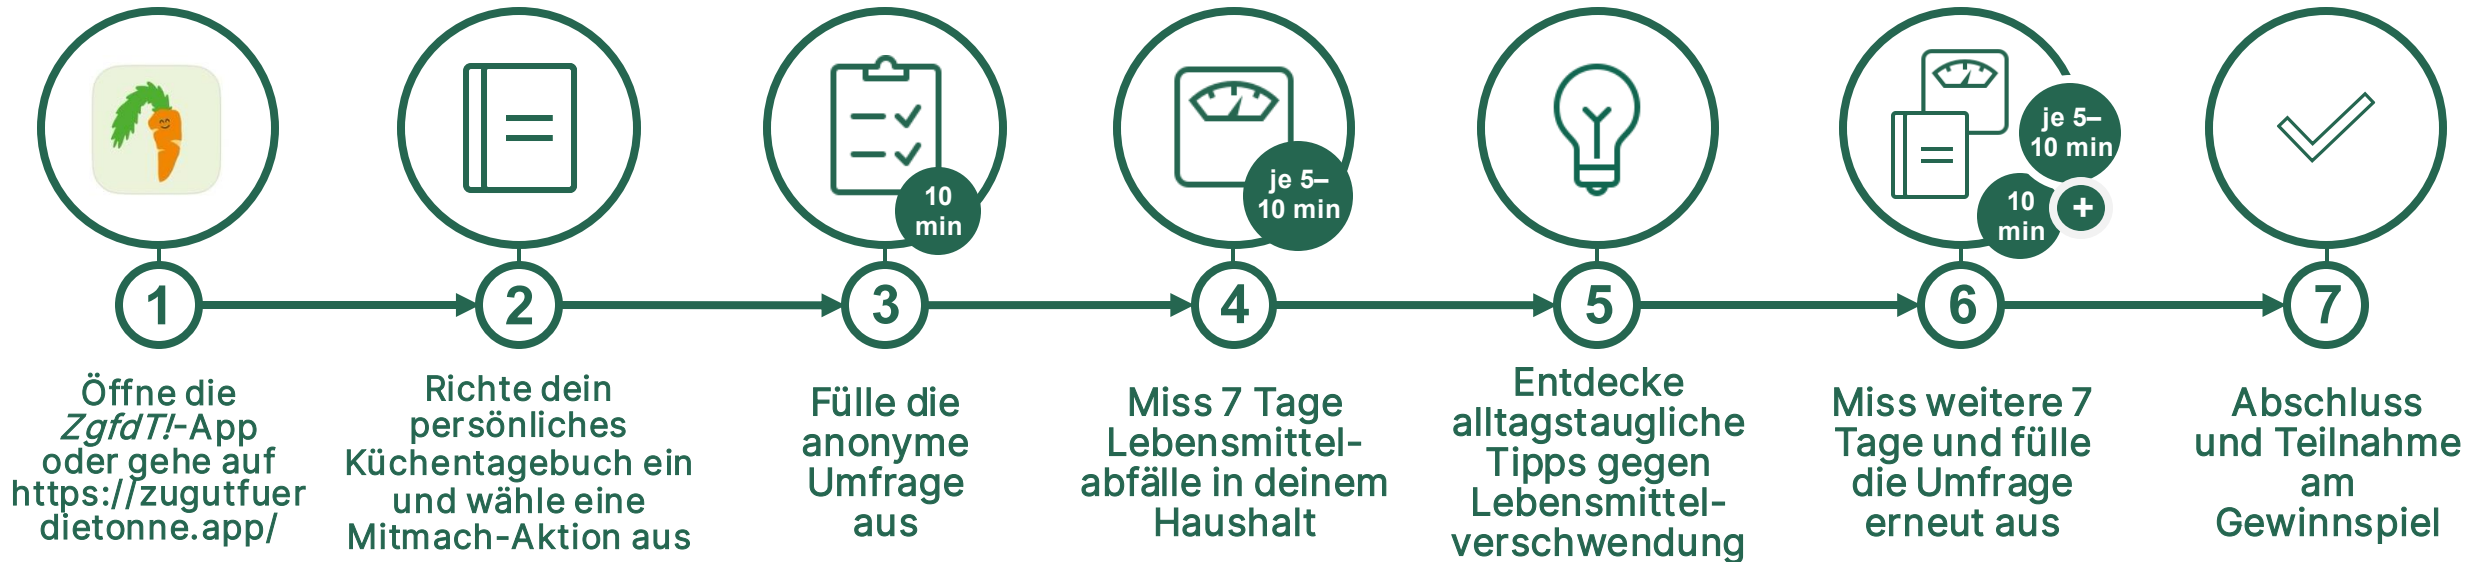 10
min
je 5–
10 min
je 5–
10 min
10
min
+
1
2
3
4
5
6
7
Öffne die
ZgfdT!-App
oder gehe auf
https://zugutfuer
dietonne.app/
Richte dein
persönliches
Küchentagebuch ein
und wähle eine
Mitmach-Aktion aus
Fülle die
anonyme
Umfrage
aus
Miss 7 Tage
Lebensmittel-
abfälle in deinem
Haushalt
Entdecke
alltagstaugliche
Tipps gegen
Lebensmittel-
verschwendung
Miss weitere 7
Tage und fülle
die Umfrage
erneut aus
Abschluss
und Teilnahme
am
Gewinnspiel